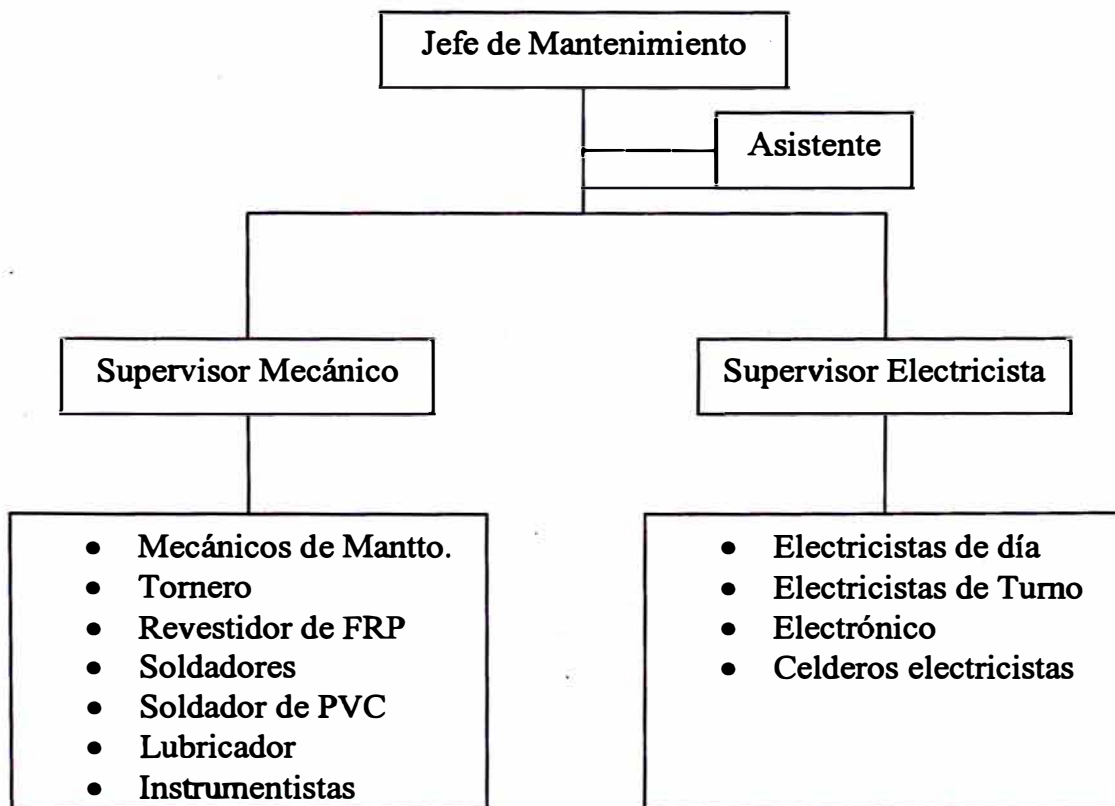 Jefe de Mantenimiento
Asistente
Supervisor Mecánico
Supervisor Electricista
• Mecánicos de Mantto.
• Tornero
• Revestidor de FRP
• Soldadores
• Soldador de PVC
• Lubricador
• Instrumentistas
• Electricistas de día
• Electricistas de Turno
• Electrónico
• Celderos electricistas